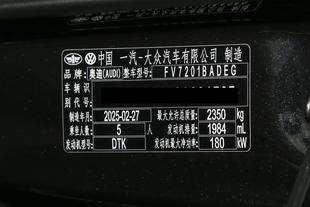 中国 一汽-大众汽车有限公司 制造
品牌 奥迪(AUDI) 整车型号 FV7201BADEG
车辆识别代号
制造年月 2025-02-27 最大允许总质量 2350 kg
乘坐人数 5 人 发动机排量 1984 mL
发动机型号 DTK 发动机最大净功率 180 kW